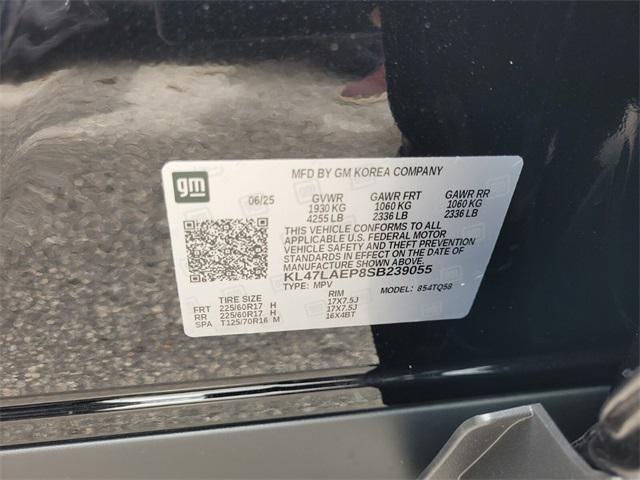 MFD BY GM KOREA COMPANY
gm
06/25 GVWR GAWR FRT GAWR RR
1930 KG 1060 KG 1060 KG
4255 LB 2336 LB 2336 LB
THIS VEHICLE CONFORMS TO ALL
APPLICABLE U.S. FEDERAL MOTOR
VEHICLE SAFETY AND THEFT PREVENTION
STANDARDS IN EFFECT ON THE DATE OF
MANUFACTURE SHOWN ABOVE.
KL47LAEP8SB239055
TYPE: MPV MODEL: 854TQ58
TIRE SIZE RIM
FRT 225/60R17 H 17X7.5J
RR 225/60R17 H 17X7.5J
SPA T125/70R16 M 16X4BT